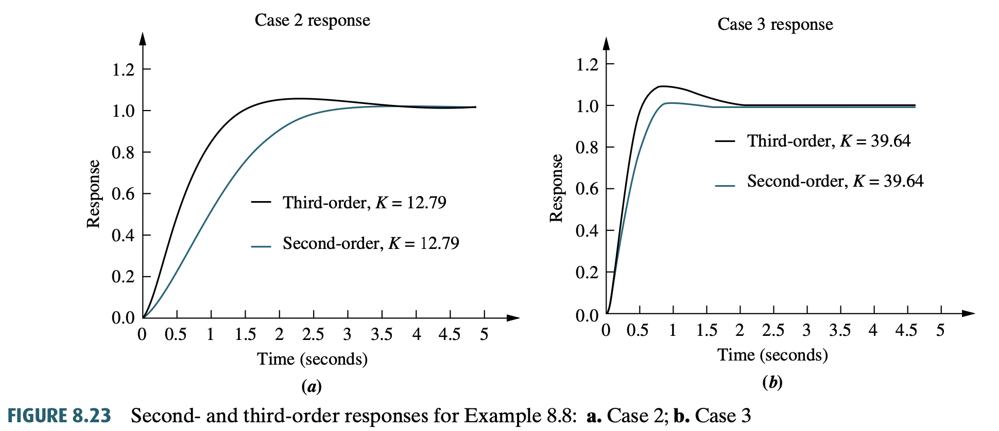 Case 2 response
1.2
1.0
0.8
0.6
0.4
0.2
0.0
Response
Third-order, K = 12.79
Second-order, K = 12.79
0 0.5 1 1.5 2 2.5 3 3.5 4 4.5 5
Time (seconds)
(a)
Case 3 response
1.2
1.0
0.8
0.6
0.4
0.2
0.0
Response
Third-order, K = 39.64
Second-order, K = 39.64
0 0.5 1 1.5 2 2.5 3 3.5 4 4.5 5
Time (seconds)
(b)
FIGURE 8.23 Second- and third-order responses for Example 8.8: a. Case 2; b. Case 3